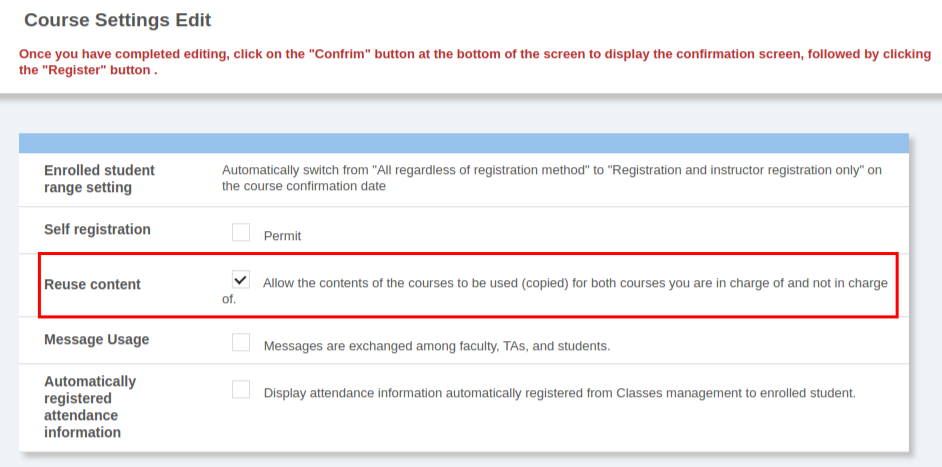 Course Settings Edit
Once you have completed editing, click on the "Confrim" button at the bottom of the screen to display the confirmation screen, followed by clicking
the "Register" button .
Enrolled student
range setting
Automatically switch from "All regardless of registration method" to "Registration and instructor registration only" on
the course confirmation date
Self registration
Permit
Reuse content
Allow the contents of the courses to be used (copied) for both courses you are in charge of and not in charge
of.
Message Usage
Messages are exchanged among faculty, TAs, and students.
Automatically
registered
attendance
information
Display attendance information automatically registered from Classes management to enrolled student.